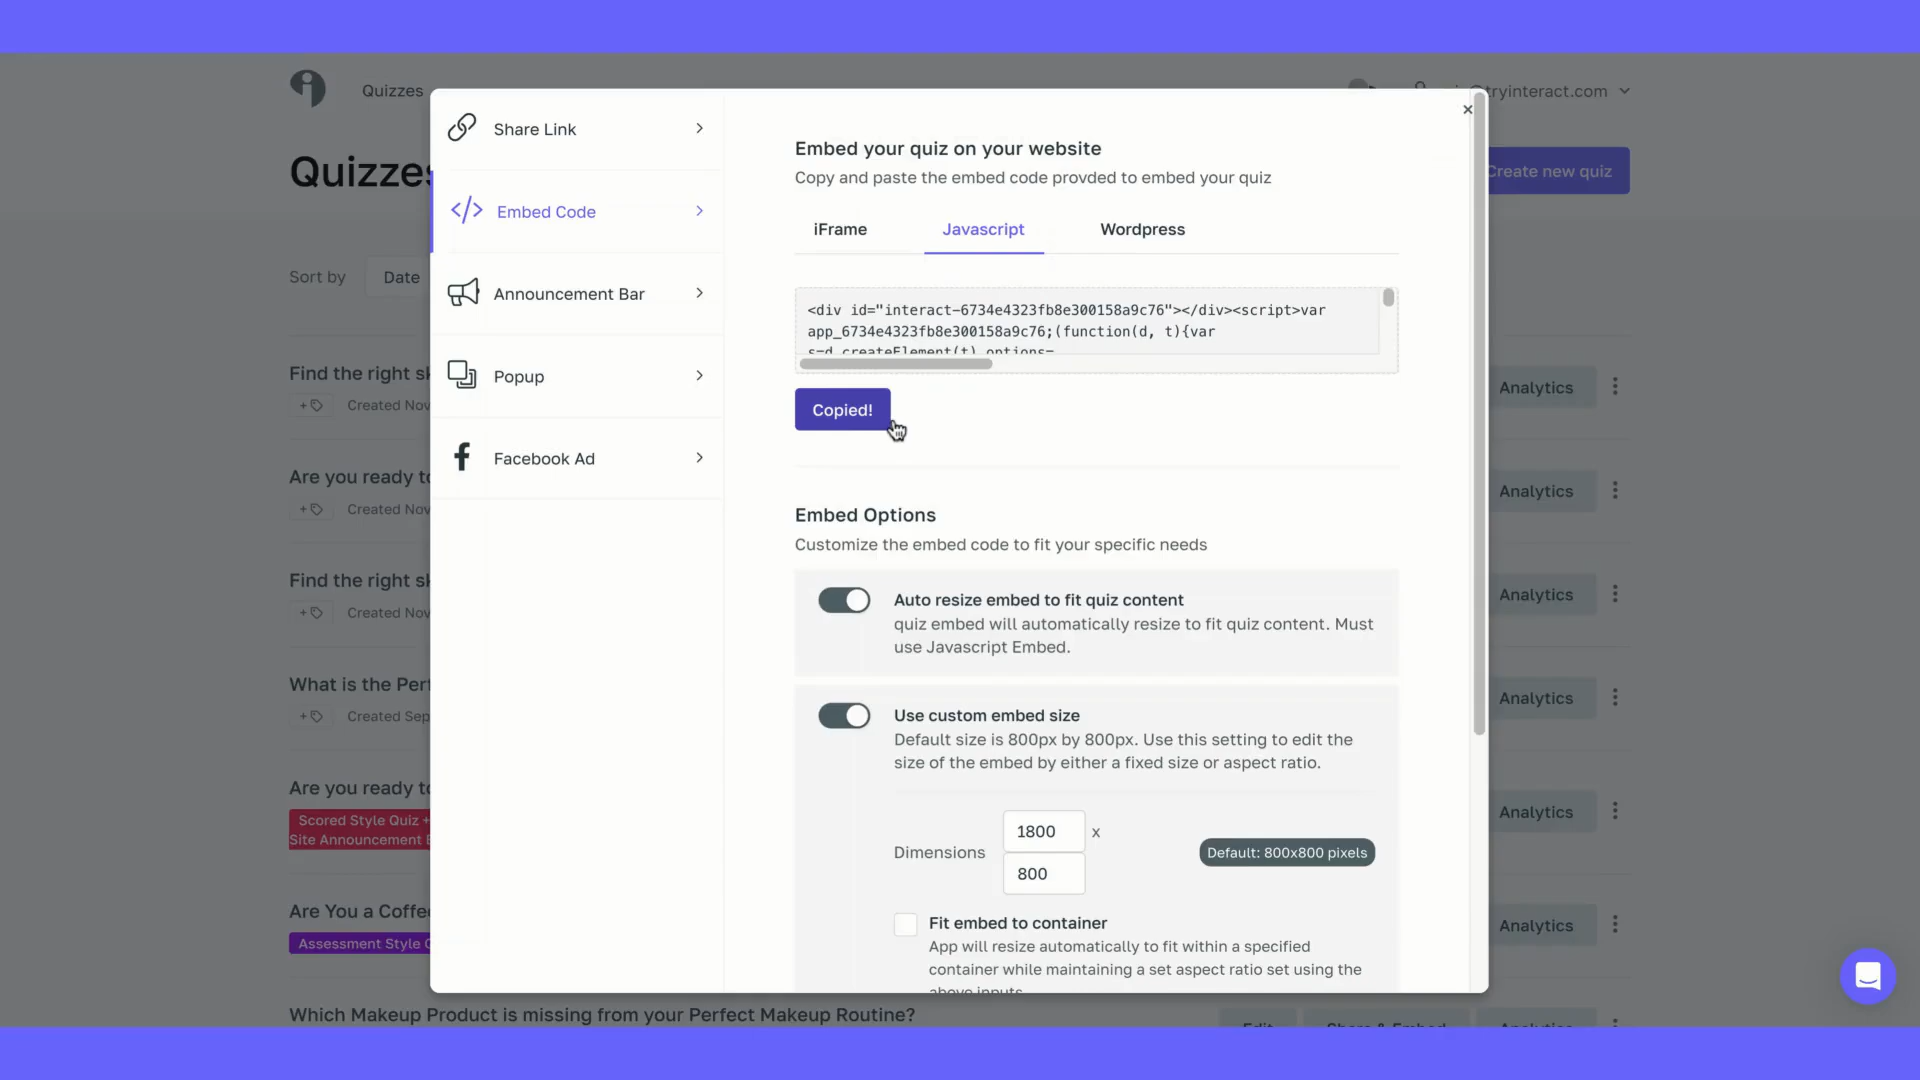 Quizzes
tryinteract.com
Quizzes
Create new quiz
Sort by
Date
Find the right
Created Nov
Analytics
Are you ready
Created Nov
Analytics
Find the right
Created Nov
Analytics
What is the
Created Sep
Analytics
Are you ready
Scored Style Quiz +
Site Announcement
Analytics
Are You a
Assessment Style
Analytics
Which Makeup Product is missing from your Perfect Makeup Routine?
Edit
Share & Embed
Analytics
Share Link
Embed Code
Announcement Bar
Popup
Facebook Ad
Embed your quiz on your website
Copy and paste the embed code provded to embed your quiz
iFrame
Javascript
Wordpress
<div id="interact-6734e4323fb8e300158a9c76"></div><script>var
app_6734e4323fb8e300158a9c76;(function(d, t){var
s=d.createElement(t),options=
Copied!
Embed Options
Customize the embed code to fit your specific needs
Auto resize embed to fit quiz content
quiz embed will automatically resize to fit quiz content. Must
use Javascript Embed.
Use custom embed size
Default size is 800px by 800px. Use this setting to edit the
size of the embed by either a fixed size or aspect ratio.
Dimensions
1800 x
800
Default: 800x800 pixels
Fit embed to container
App will resize automatically to fit within a specified
container while maintaining a set aspect ratio set using the
above inputs